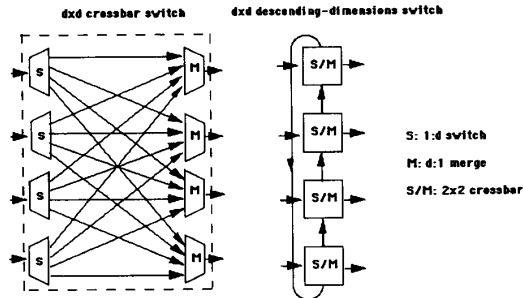 dxd crossbar switch
dxd descending-dimensions switch
S
M
S
M
S
M
S
M
S/M
S/M
S/M
S/M
S: 1:d switch
M: d:1 merge
S/M: 2x2 crossbar